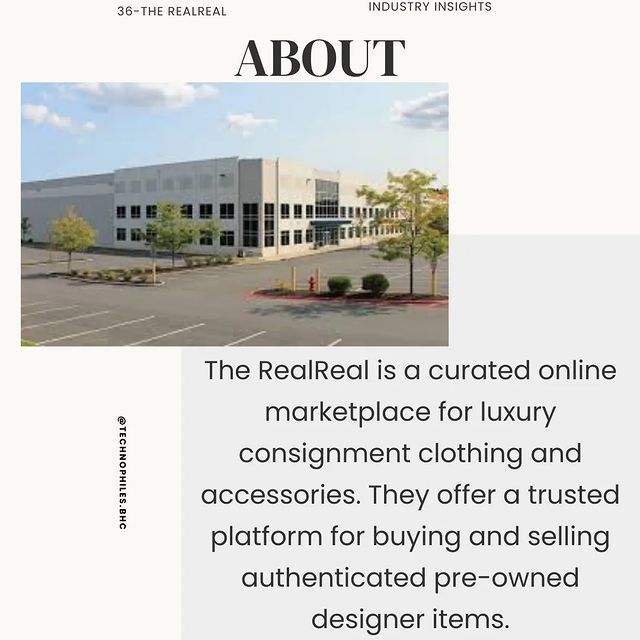 36-THE REALREAL
INDUSTRY INSIGHTS
ABOUT
The RealReal is a curated online
marketplace for luxury
consignment clothing and
accessories. They offer a trusted
platform for buying and selling
authenticated pre-owned
designer items.
@TECHNOPHILES.BHC